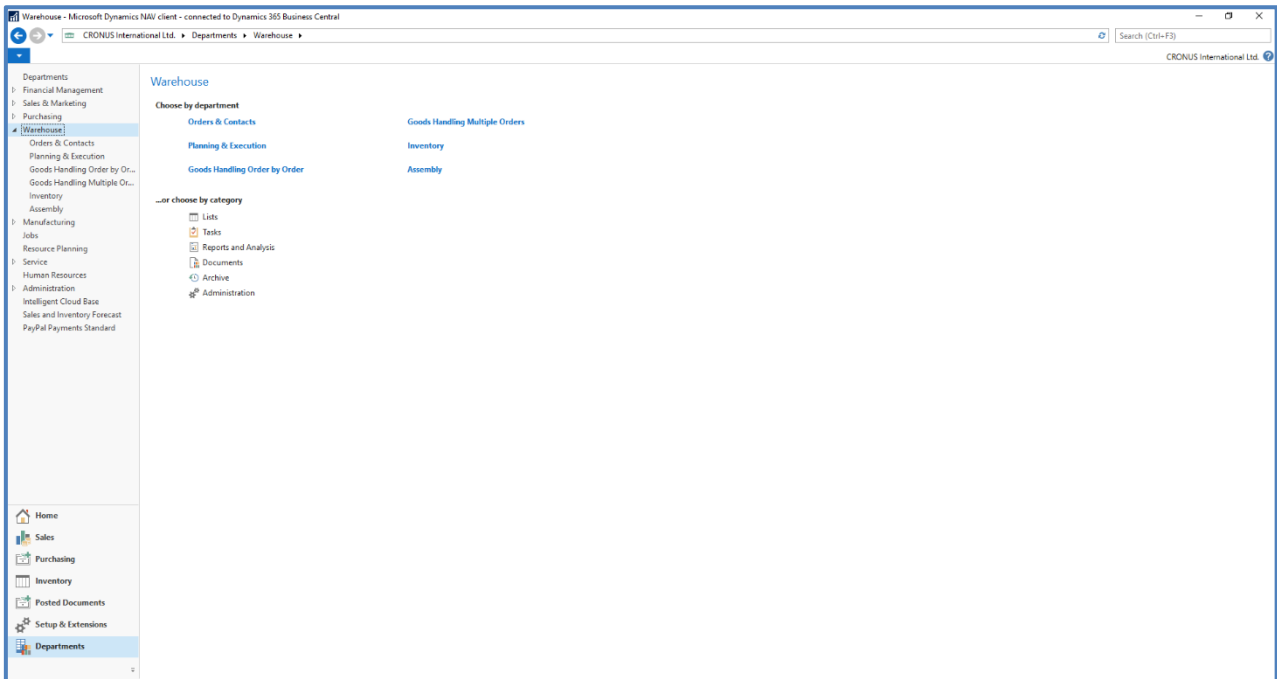 Warehouse - Microsoft Dynamics NAV client - connected to Dynamics 365 Business Central
CRONUS International Ltd. Departments Warehouse
Search (Ctrl+F3)
CRONUS International Ltd.
Departments
Financial Management
Sales & Marketing
Purchasing
Warehouse
Orders & Contacts
Planning & Execution
Goods Handling Order by Or...
Goods Handling Multiple Or...
Inventory
Assembly
Manufacturing
Jobs
Resource Planning
Service
Human Resources
Administration
Intelligent Cloud Base
Sales and Inventory Forecast
PayPal Payments Standard
Home
Sales
Purchasing
Inventory
Posted Documents
Setup & Extensions
Departments
Warehouse
Choose by department
Orders & Contacts Goods Handling Multiple Orders
Planning & Execution Inventory
Goods Handling Order by Order Assembly
...or choose by category
Lists
Tasks
Reports and Analysis
Documents
Archive
Administration